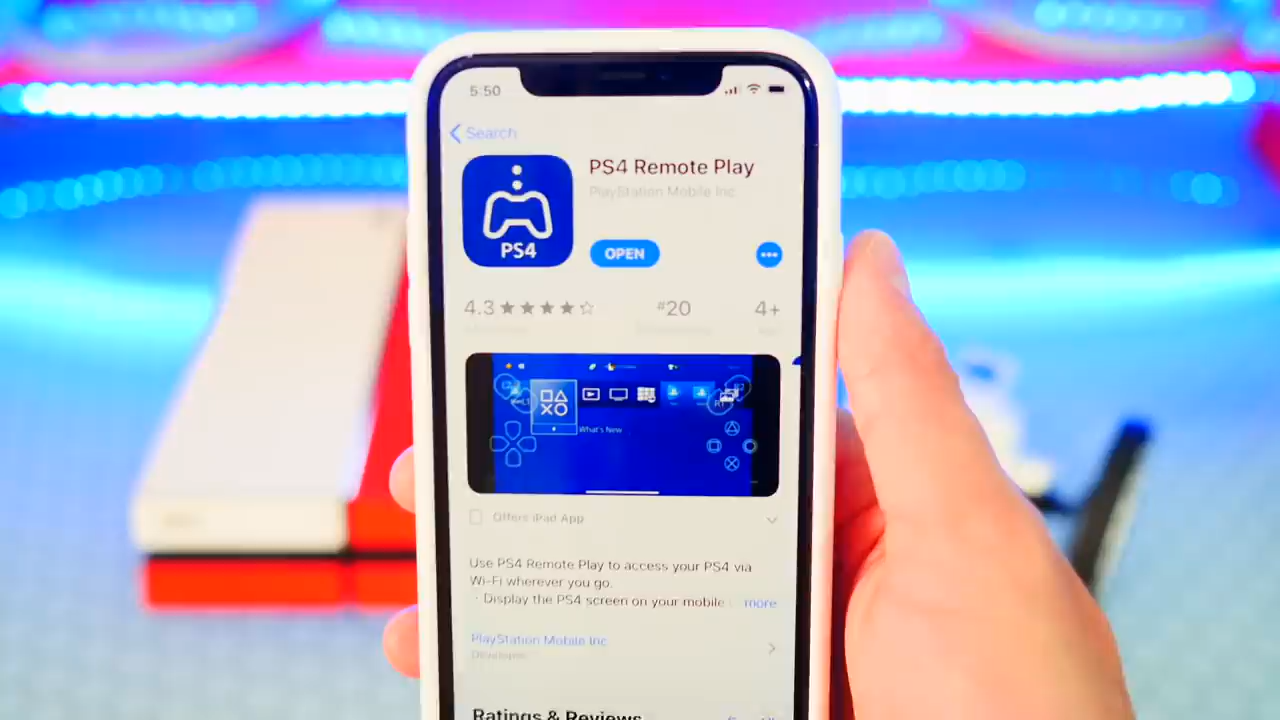 5:50
Search
PS4 Remote Play
PlayStation Mobile Inc.
PS4
OPEN
4.3
#20
4+
What's New
Offers iPad App
Use PS4 Remote Play to access your PS4 via
Wi-Fi wherever you go.
· Display the PS4 screen on your mobile
more
PlayStation Mobile Inc.
Developer
Ratings & Reviews